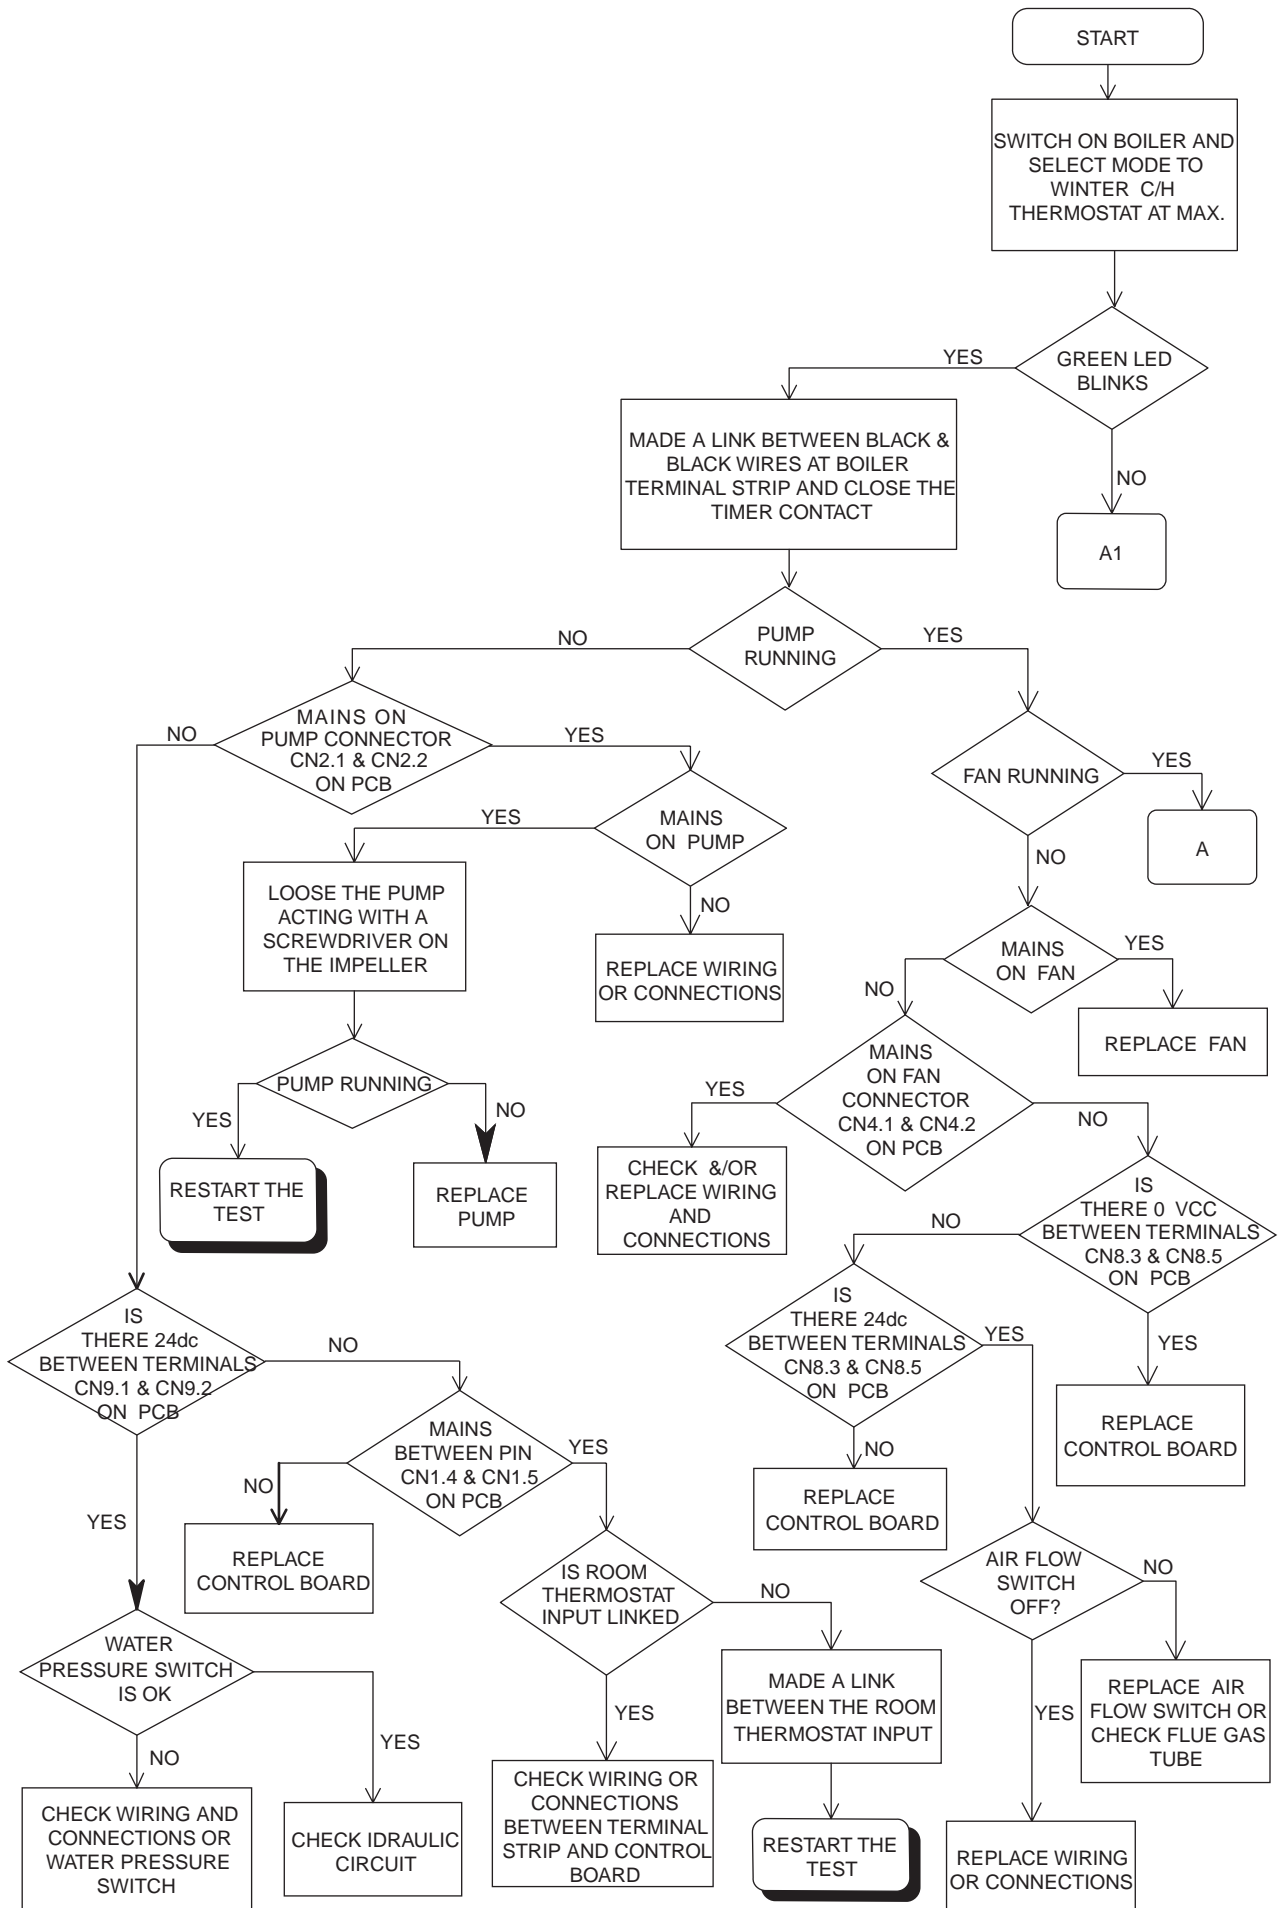 START
SWITCH ON BOILER AND
SELECT MODE TO
WINTER C/H
THERMOSTAT AT MAX.
GREEN LED
BLINKS
YES
NO
A1
MADE A LINK BETWEEN BLACK &
BLACK WIRES AT BOILER
TERMINAL STRIP AND CLOSE THE
TIMER CONTACT
PUMP
RUNNING
NO
YES
MAINS ON
PUMP CONNECTOR
CN2.1 & CN2.2
ON PCB
NO
YES
FAN RUNNING
YES
A
NO
MAINS
ON PUMP
YES
NO
LOOSE THE PUMP
ACTING WITH A
SCREWDRIVER ON
THE IMPELLER
REPLACE WIRING
OR CONNECTIONS
MAINS
ON FAN
YES
NO
REPLACE FAN
PUMP RUNNING
YES
NO
RESTART THE
TEST
REPLACE
PUMP
MAINS
ON FAN
CONNECTOR
CN4.1 & CN4.2
ON PCB
YES
NO
CHECK &/OR
REPLACE WIRING
AND
CONNECTIONS
IS
THERE 0 VCC
BETWEEN TERMINALS
CN8.3 & CN8.5
ON PCB
NO
YES
REPLACE
CONTROL BOARD
IS
THERE 24dc
BETWEEN TERMINALS
CN8.3 & CN8.5
ON PCB
YES
NO
REPLACE
CONTROL BOARD
IS
THERE 24dc
BETWEEN TERMINALS
CN9.1 & CN9.2
ON PCB
NO
YES
MAINS
BETWEEN PIN
CN1.4 & CN1.5
ON PCB
NO
YES
REPLACE
CONTROL BOARD
IS ROOM
THERMOSTAT
INPUT LINKED
NO
YES
AIR FLOW
SWITCH
OFF?
NO
YES
WATER
PRESSURE SWITCH
IS OK
NO
YES
MADE A LINK
BETWEEN THE ROOM
THERMOSTAT INPUT
REPLACE AIR
FLOW SWITCH OR
CHECK FLUE GAS
TUBE
CHECK WIRING AND
CONNECTIONS OR
WATER PRESSURE
SWITCH
CHECK IDRAULIC
CIRCUIT
CHECK WIRING OR
CONNECTIONS
BETWEEN TERMINAL
STRIP AND CONTROL
BOARD
RESTART THE
TEST
REPLACE WIRING
OR CONNECTIONS